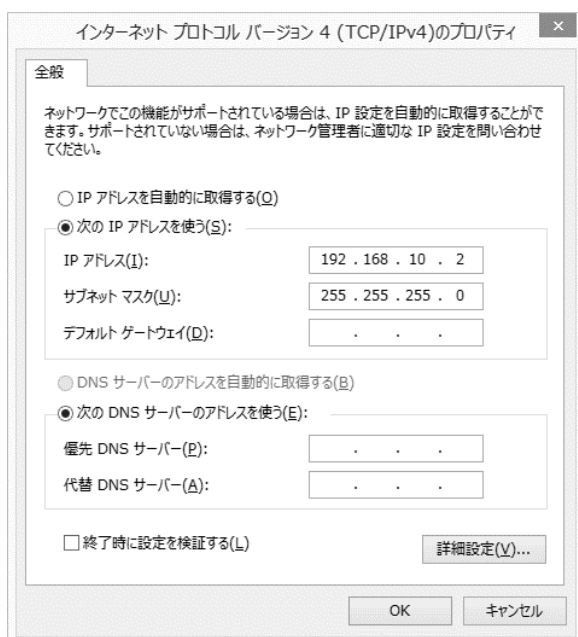 インターネット プロトコル バージョン 4 (TCP/IPv4)のプロパティ
全般
ネットワークでこの機能がサポートされている場合は、IP 設定を自動的に取得することがで
きます。サポートされていない場合は、ネットワーク管理者に適切な IP 設定を問い合わせ
てください。
IP アドレスを自動的に取得する(O)
次の IP アドレスを使う(S):
IP アドレス(I): 192 . 168 . 10 . 2
サブネット マスク(U): 255 . 255 . 255 . 0
デフォルト ゲートウェイ(D): . . .
DNS サーバーのアドレスを自動的に取得する(B)
次の DNS サーバーのアドレスを使う(E):
優先 DNS サーバー(P): . . .
代替 DNS サーバー(A): . . .
終了時に設定を検証する(L)
詳細設定(V)...
OK キャンセル